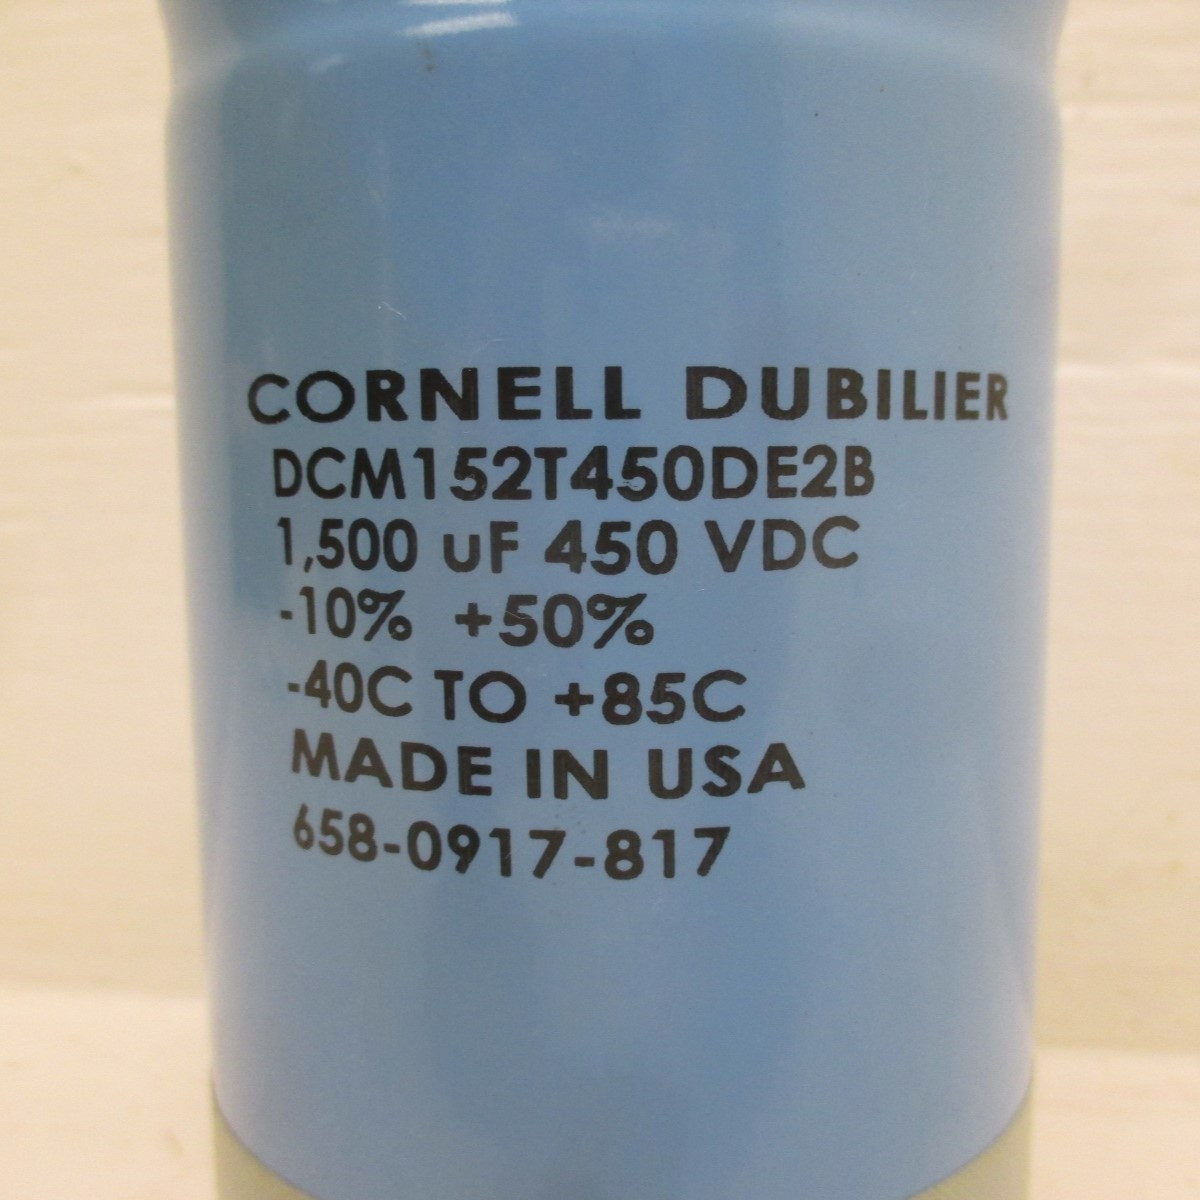 CORNELL DUBILIER
DCM152T450DE2B
1,500 uF 450 VDC
-10% +50%
-40C TO +85C
MADE IN USA
658-0917-817